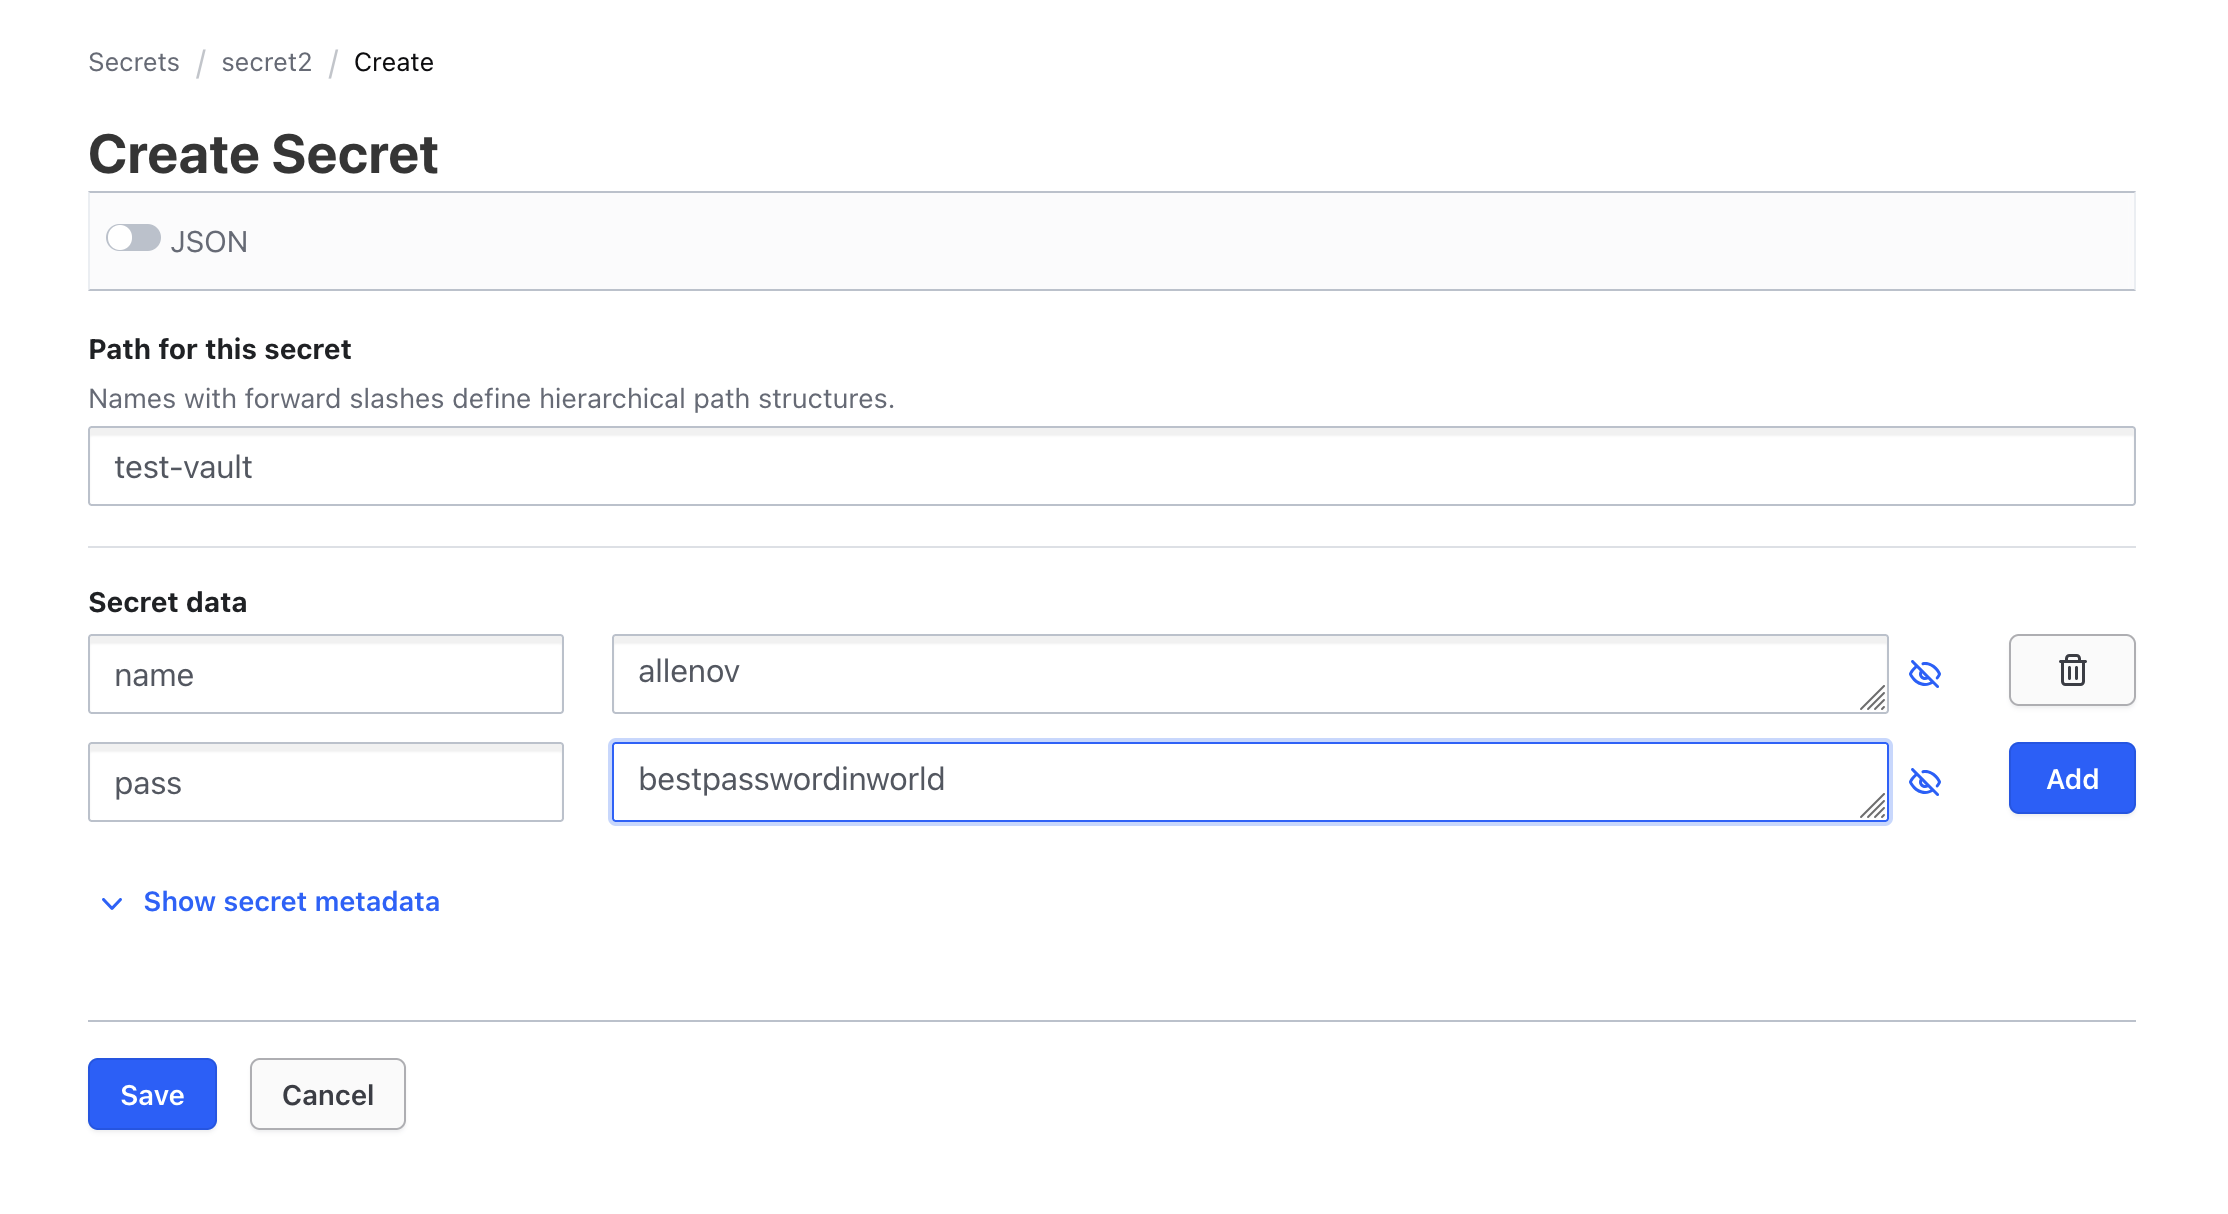 Secrets / secret2 / Create
Create Secret
JSON
Path for this secret
Names with forward slashes define hierarchical path structures.
test-vault
Secret data
name allenov
pass bestpasswordinworld Add
Show secret metadata
Save Cancel